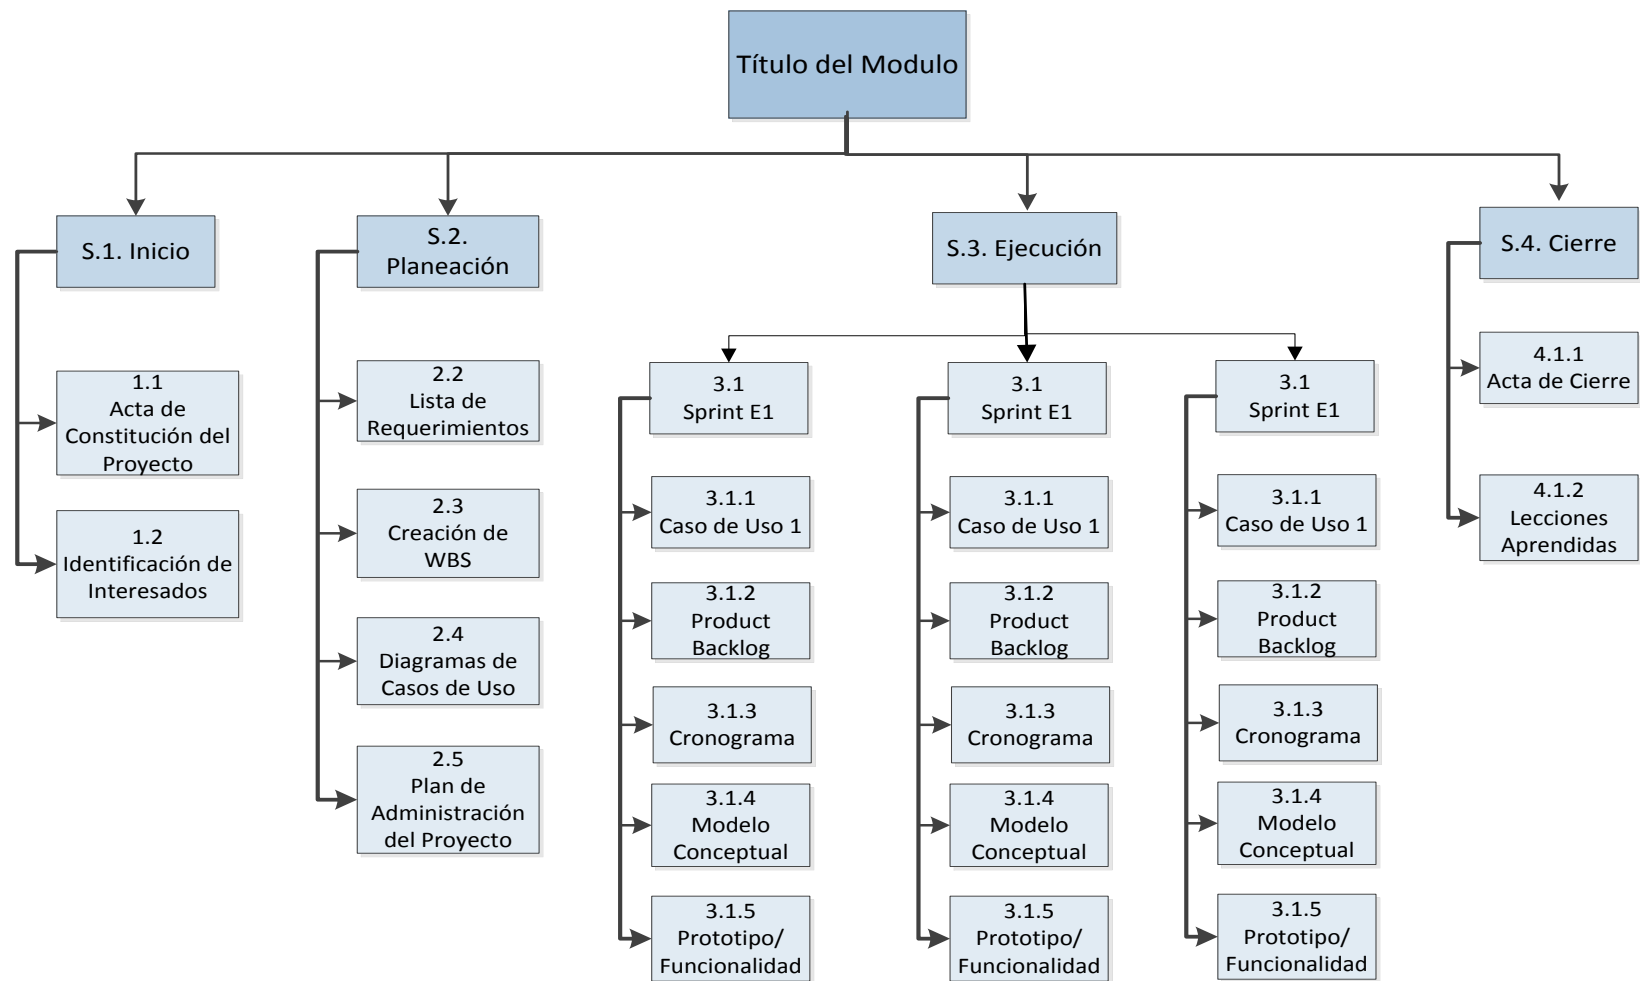 Título del Modulo
S.1. Inicio
1.1
Acta de
Constitución del
Proyecto
1.2
Identificación de
Interesados
S.2.
Planeación
2.2
Lista de
Requerimientos
2.3
Creación de
WBS
2.4
Diagramas de
Casos de Uso
2.5
Plan de
Administración
del Proyecto
S.3. Ejecución
3.1
Sprint E1
3.1.1
Caso de Uso 1
3.1.2
Product
Backlog
3.1.3
Cronograma
3.1.4
Modelo
Conceptual
3.1.5
Prototipo/
Funcionalidad
3.1
Sprint E1
3.1.1
Caso de Uso 1
3.1.2
Product
Backlog
3.1.3
Cronograma
3.1.4
Modelo
Conceptual
3.1.5
Prototipo/
Funcionalidad
3.1
Sprint E1
3.1.1
Caso de Uso 1
3.1.2
Product
Backlog
3.1.3
Cronograma
3.1.4
Modelo
Conceptual
3.1.5
Prototipo/
Funcionalidad
S.4. Cierre
4.1.1
Acta de Cierre
4.1.2
Lecciones
Aprendidas